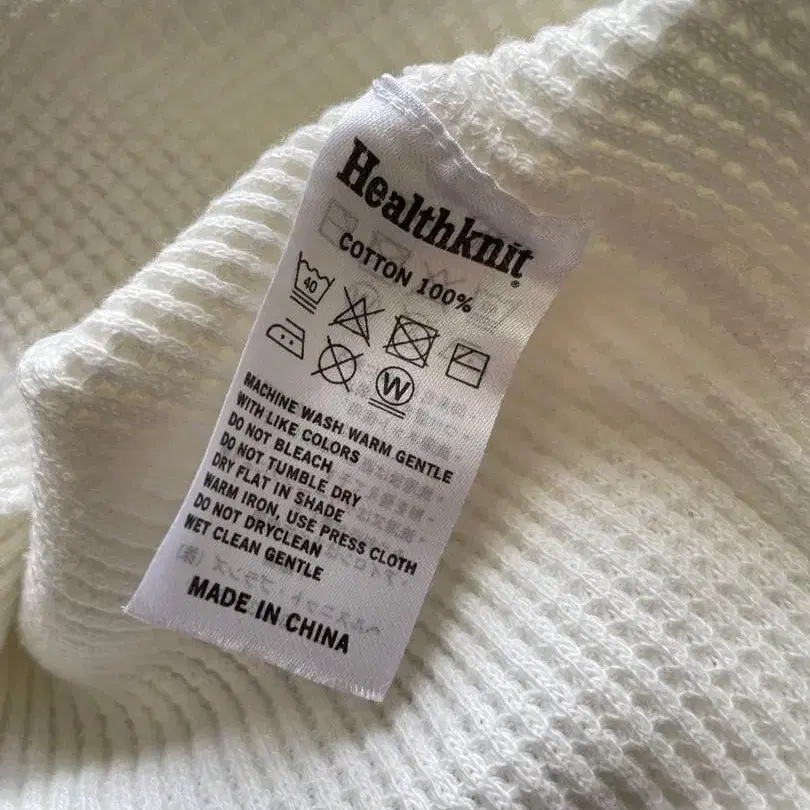 Healthknit®
COTTON 100%
40
W
MACHINE WASH WARM GENTLE
WITH LIKE COLORS
DO NOT BLEACH
DO NOT TUMBLE DRY
DRY FLAT IN SHADE
WARM IRON, USE PRESS CLOTH
DO NOT DRYCLEAN
WET CLEAN GENTLE
MADE IN CHINA